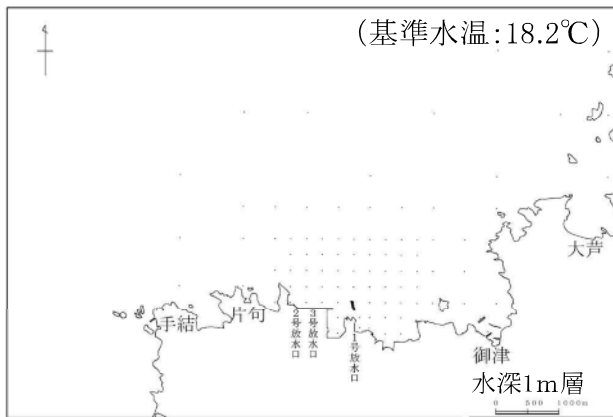 (基準水温:18.2℃)
大芦
手結
片句
2号放水口
3号放水口
1号放水口
御津
水深1m層
0 500 1000m